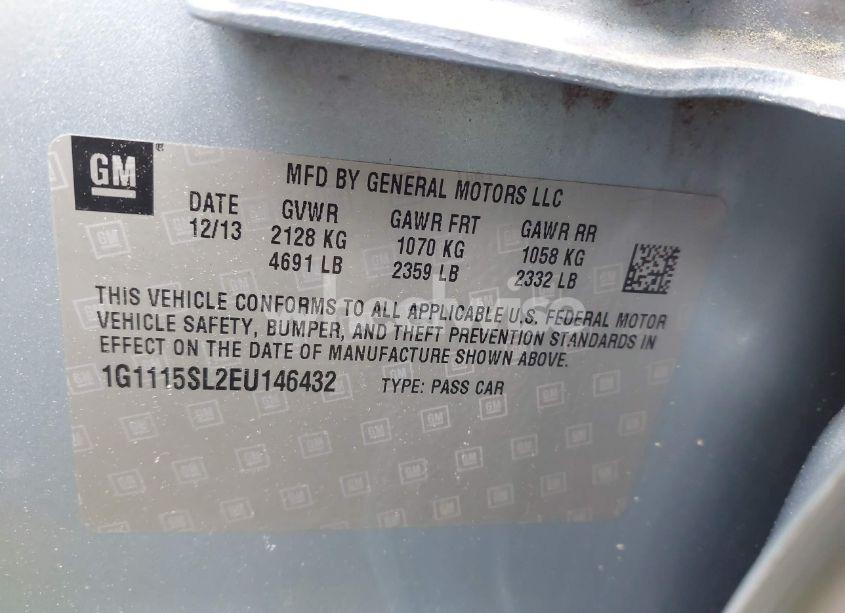 GM
MFD BY GENERAL MOTORS LLC
DATE GVWR GAWR FRT GAWR RR
12/13 2128 KG 1070 KG 1058 KG
4691 LB 2359 LB 2332 LB
THIS VEHICLE CONFORMS TO ALL APPLICABLE U.S. FEDERAL MOTOR
VEHICLE SAFETY, BUMPER, AND THEFT PREVENTION STANDARDS IN
EFFECT ON THE DATE OF MANUFACTURE SHOWN ABOVE.
1G1115SL2EU146432 TYPE: PASS CAR